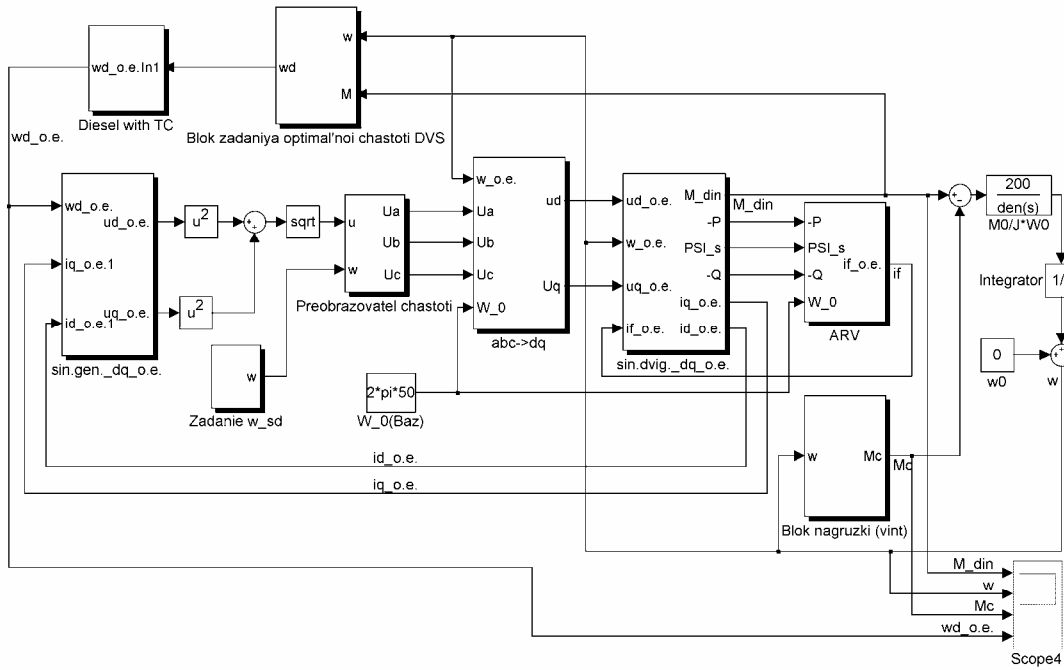 w
wd_o.e.In1
wd
M
Diesel with TC
Blok zadaniya optimal'noi chastoti DVS
wd_o.e.
wd_o.e.
ud_o.e.
iq_o.e.1
uq_o.e.
id_o.e.1
sin.gen._dq_o.e.
u2
u2
+
+
sqrt
u
Ua
Ub
w
Uc
Preobrazovatel chastoti
w
Zadanie w_sd
w_o.e.
Ua
ud
Ub
Uc
Uq
W_0
abc->dq
2*pi*50
W_0(Baz)
ud_o.e.
M_din
-P
w_o.e.
PSI_s
-Q
uq_o.e.
iq_o.e.
if_o.e.
id_o.e.
sin.dvig._dq_o.e.
M_din
-P
PSI_s
if_o.e.
-Q
W_0
ARV
if
+
−
200
den(s)
M0/J*W0
Integrator
1/
0
w0
+
w
w
Mc
Mc
Blok nagruzki (vint)
id_o.e.
iq_o.e.
M_din
w
Mc
wd_o.e.
Scope4